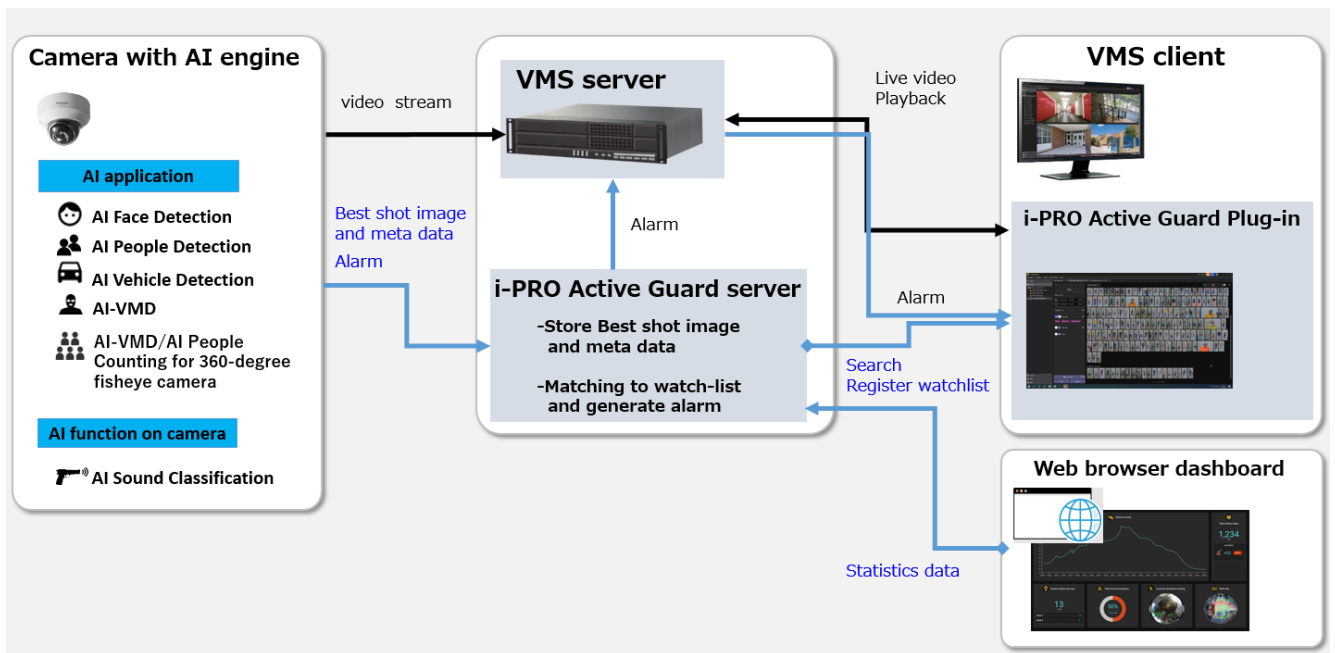 Camera with AI engine
AI application
AI Face Detection
AI People Detection
AI Vehicle Detection
AI-VMD
AI-VMD/AI People
Counting for 360-degree
fisheye camera
AI function on camera
AI Sound Classification
video stream
Best shot image
and meta data
Alarm
VMS server
Alarm
i-PRO Active Guard server
-Store Best shot image
and meta data
-Matching to watch-list
and generate alarm
Live video
Playback
Alarm
Search
Register watchlist
Statistics data
VMS client
i-PRO Active Guard Plug-in
Web browser dashboard
1,234
13
50%